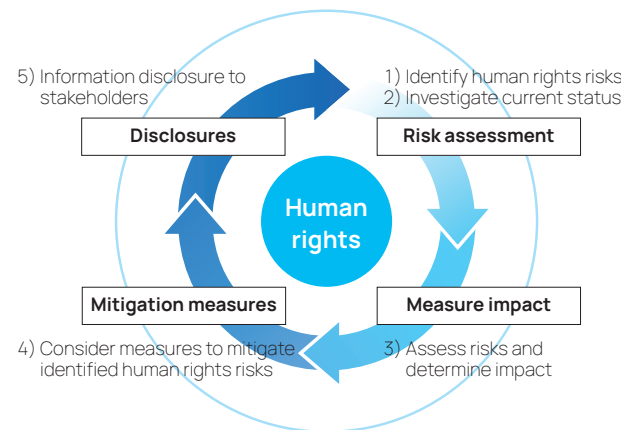 5) Information disclosure to
stakeholders
Disclosures
1) Identify human rights risks
2) Investigate current status
Risk assessment
Human
rights
Mitigation measures
4) Consider measures to mitigate
identified human rights risks
Measure impact
3) Assess risks and
determine impact